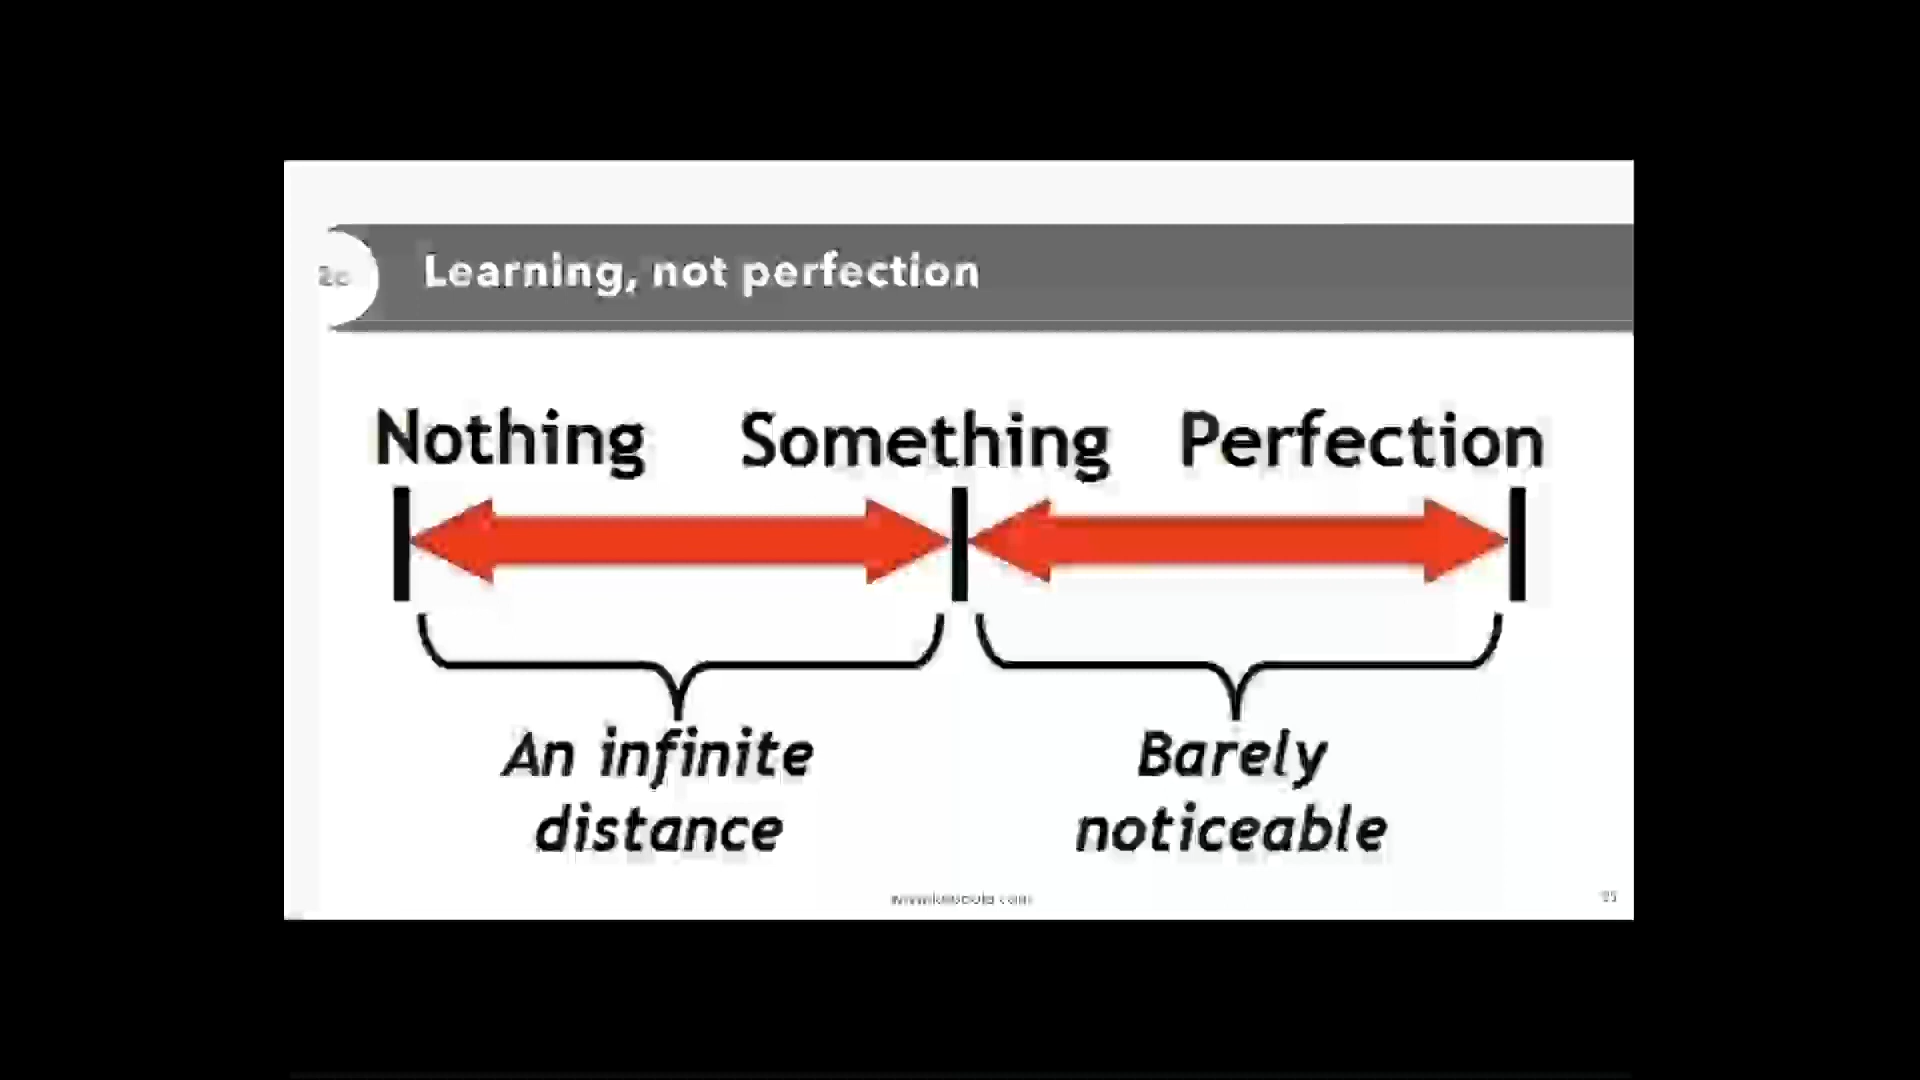 Learning, not perfection
Nothing Something Perfection
An infinite
distance
Barely
noticeable